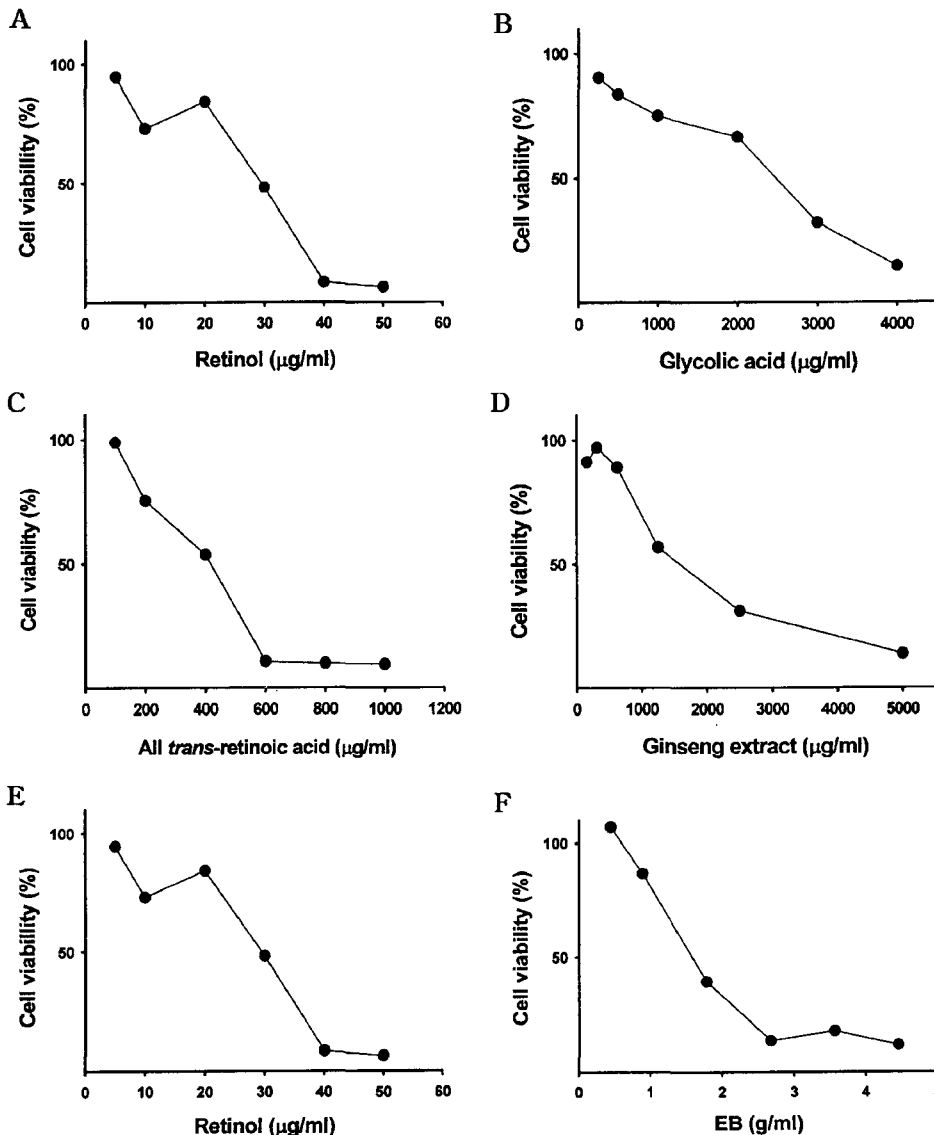 A
Cell viabillity (%)
100
50
0
10
20
30
40
50
60
Retinol (µg/ml)
B
Cell viability (%)
100
50
0
1000
2000
3000
4000
Glycolic acid (µg/ml)
C
Cell viability (%)
100
50
0
200
400
600
800
1000
1200
All trans-retinoic acid (µg/ml)
D
Cell viability (%)
100
50
0
1000
2000
3000
4000
5000
Ginseng extract (µg/ml)
E
Cell viabillity (%)
100
50
0
10
20
30
40
50
60
Retinol (µg/ml)
F
Cell viability (%)
100
50
0
1
2
3
4
EB (g/ml)